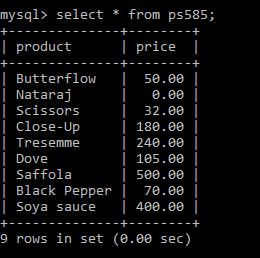 mysql> select * from ps585;
+--------------+--------+
| product      | price  |
+--------------+--------+
| Butterflow   |  50.00 |
| Nataraj      |   0.00 |
| Scissors     |  32.00 |
| Close-Up     | 180.00 |
| Tresemme     | 240.00 |
| Dove         | 105.00 |
| Saffola      | 500.00 |
| Black Pepper |  70.00 |
| Soya sauce   | 400.00 |
+--------------+--------+
9 rows in set (0.00 sec)